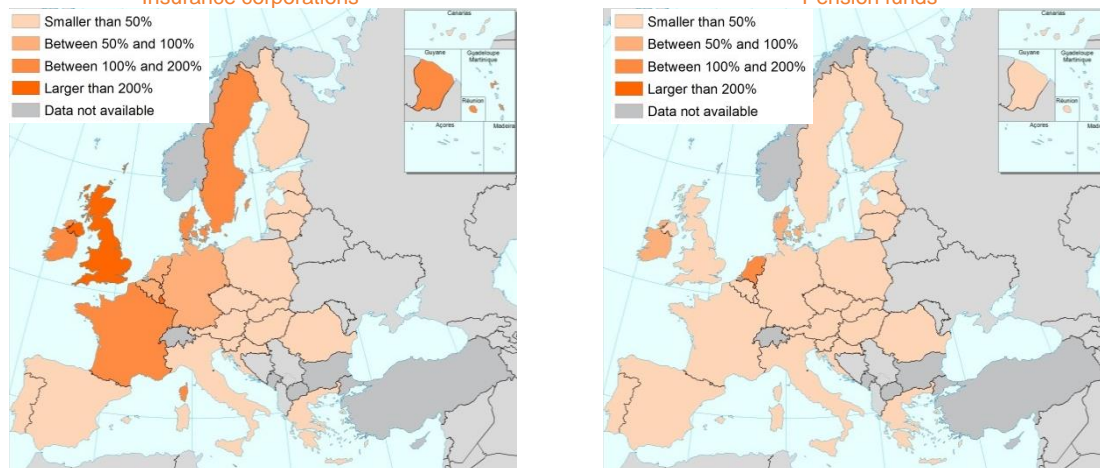 Insurance corporations
Smaller than 50%
Between 50% and 100%
Between 100% and 200%
Larger than 200%
Data not available
Canarias
Guyane
Guadeloupe
Martinique
Réunion
Açores
Madeira
Pension funds
Smaller than 50%
Between 50% and 100%
Between 100% and 200%
Larger than 200%
Data not available
Canarias
Guyane
Guadeloupe
Martinique
Réunion
Açores
Madeira